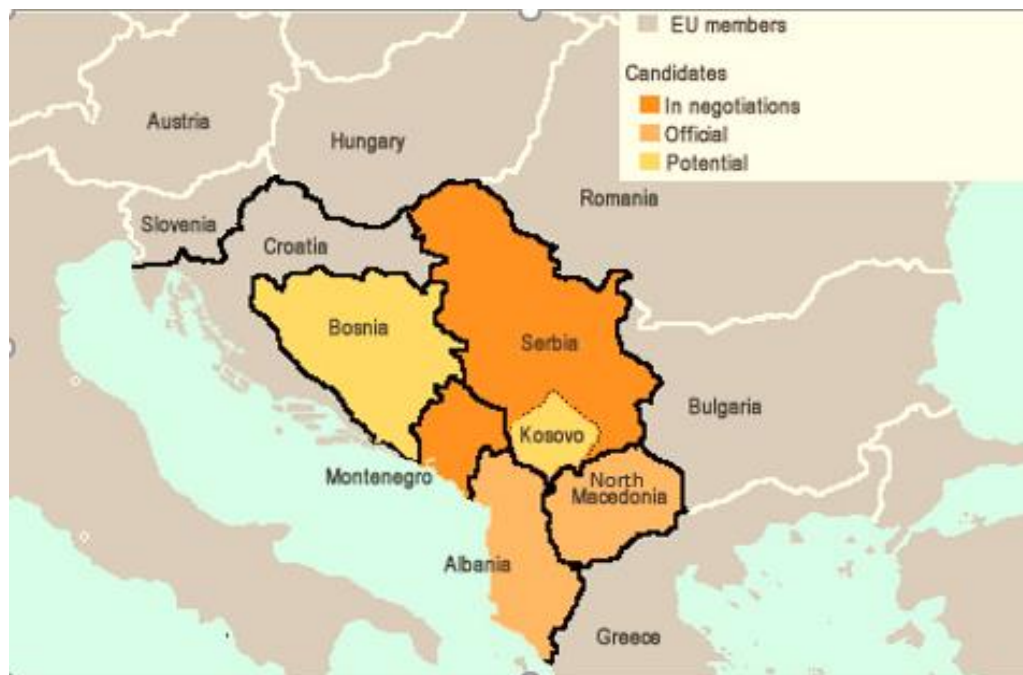 EU members
Candidates
In negotiations
Official
Potential
Austria
Hungary
Romania
Slovenia
Croatia
Bosnia
Serbia
Bulgaria
Kosovo
Montenegro
North
Macedonia
Albania
Greece